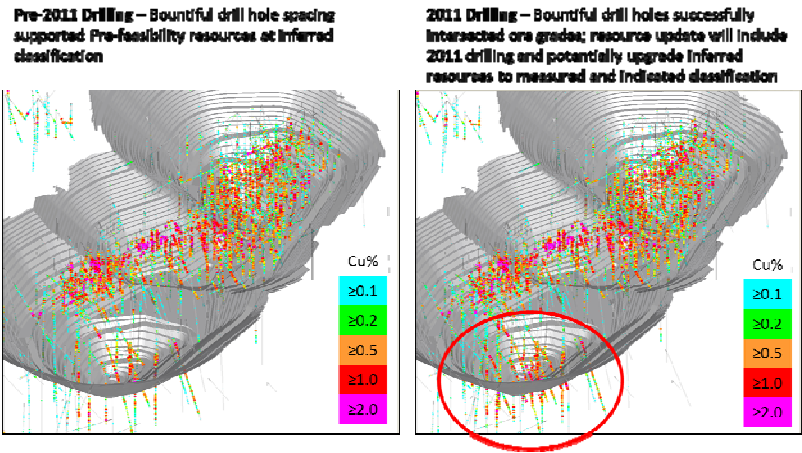 Pre-2011 Drilling – Bountiful drill hole spacing
supported Pre-feasibility resources at Inferred
classification
2011 Drilling – Bountiful drill holes successfully
intersected ore grades; resource update will include
2011 drilling and potentially upgrade inferred
resources to measured and indicated classification
Cu%
≥0.1
≥0.2
≥0.5
≥1.0
≥2.0
Cu%
≥0.1
≥0.2
≥0.5
≥1.0
≥2.0